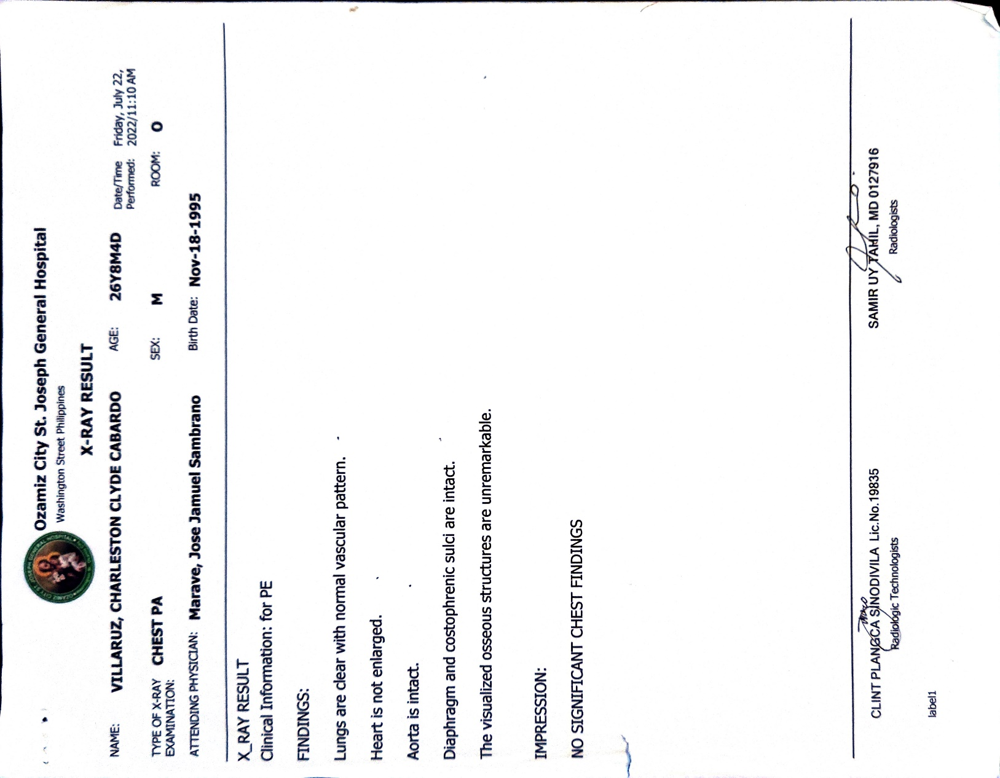 Ozamiz City St. Joseph General Hospital
Washington Street Philippines
X-RAY RESULT
NAME: VILLARUZ, CHARLESTON CLYDE CABARDO AGE: 26Y8M4D Date/Time Performed: Friday, July 22, 2022/11:10 AM
TYPE OF X-RAY EXAMINATION: CHEST PA SEX: M ROOM: O
ATTENDING PHYSICIAN: Marave, Jose Jamuel Sambrano Birth Date: Nov-18-1995
X_RAY RESULT
Clinical Information: for PE
FINDINGS:
Lungs are clear with normal vascular pattern.
Heart is not enlarged.
Aorta is intact.
Diaphragm and costophrenic sulci are intact.
The visualized osseous structures are unremarkable.
IMPRESSION:
NO SIGNIFICANT CHEST FINDINGS
CLINT PLANGCA SINODIVILA Lic.No.19835 SAMIR UY TAHIL, MD 0127916
Radiologic Technologists Radiologists
label1